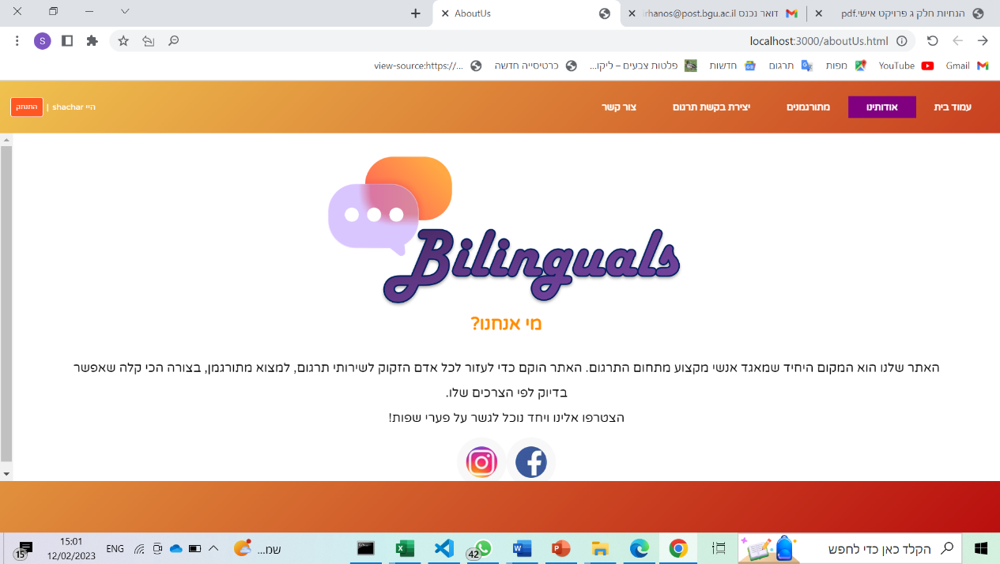 הנחיות חלק ג פרויקט אישי.pdf
דואר נכנס irhanos@post.bgu.ac.il
AboutUs
localhost:3000/aboutUs.html
S
Gmail
YouTube
מפות
תרגום
חדשות
פלטות צבעים – ליקו...
כרטיסייה חדשה
view-source:https://...
עמוד בית
אודותינו
מתורגמנים
יצירת בקשת תרגום
צור קשר
היי shachar |
התנתק
Bilinguals
מי אנחנו?
האתר שלנו הוא המקום היחיד שמאגד אנשי מקצוע מתחום התרגום. האתר הוקם כדי לעזור לכל אדם הזקוק לשירותי תרגום, למצוא מתורגמן, בצורה הכי קלה שאפשר
בדיוק לפי הצרכים שלו.
הצטרפו אלינו ויחד נוכל לגשר על פערי שפות!
הקלד כאן כדי לחפש
42
שמ...
ENG
15:01
12/02/2023
15